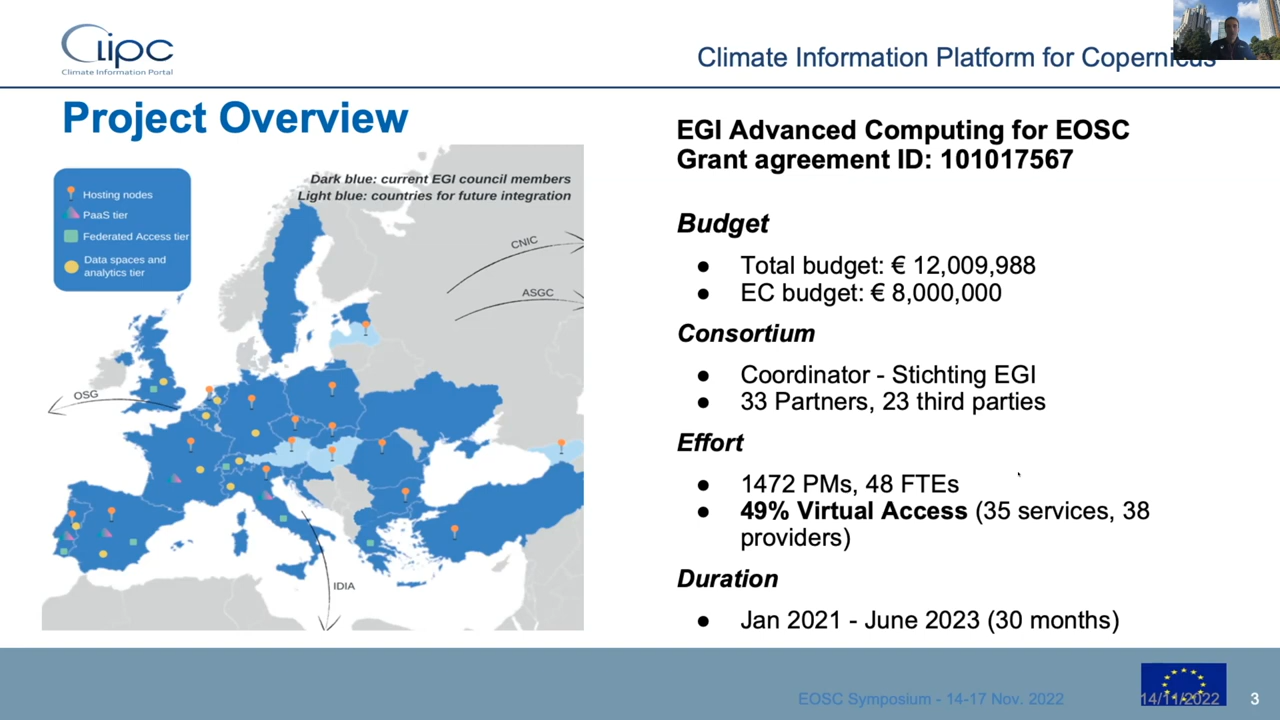 CLIPC
Climate Information Portal
Climate Information Platform for Copernicus
Project Overview
Hosting nodes
PaaS tier
Federated Access tier
Data spaces and
analytics tier
Dark blue: current EGI council members
Light blue: countries for future integration
CNIC
ASGC
OSG
IDIA
EGI Advanced Computing for EOSC
Grant agreement ID: 101017567
Budget
● Total budget: € 12,009,988
● EC budget: € 8,000,000
Consortium
● Coordinator - Stichting EGI
● 33 Partners, 23 third parties
Effort
● 1472 PMs, 48 FTEs
● 49% Virtual Access (35 services, 38
providers)
Duration
● Jan 2021 - June 2023 (30 months)
EOSC Symposium - 14-17 Nov. 2022
14/11/2022
3